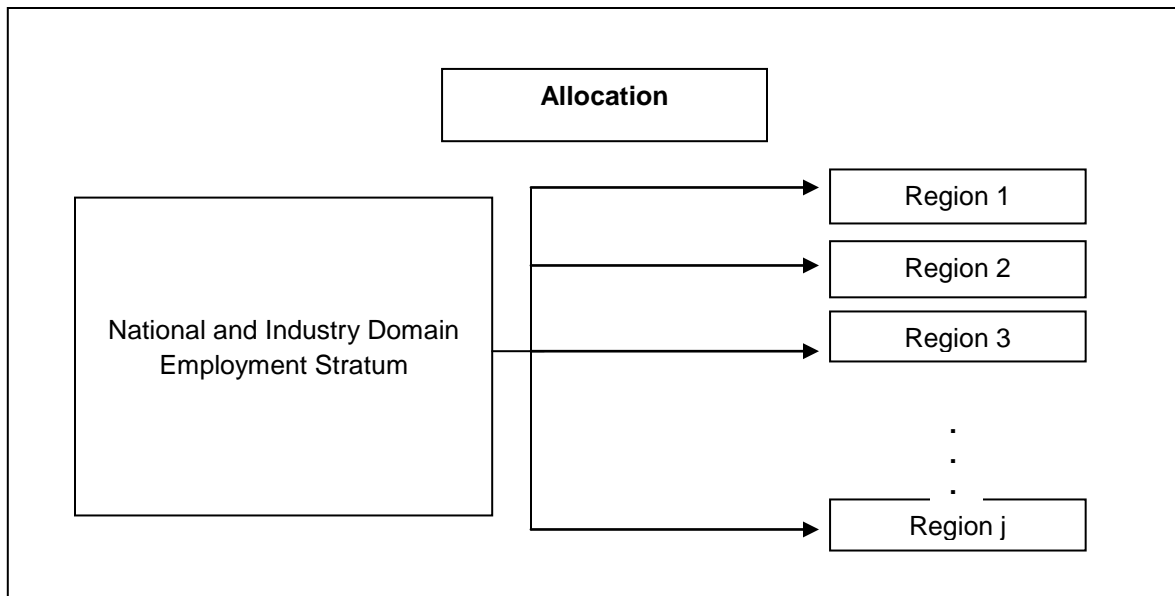 Allocation
National and Industry Domain
Employment Stratum
Region 1
Region 2
Region 3
.
.
.
Region j